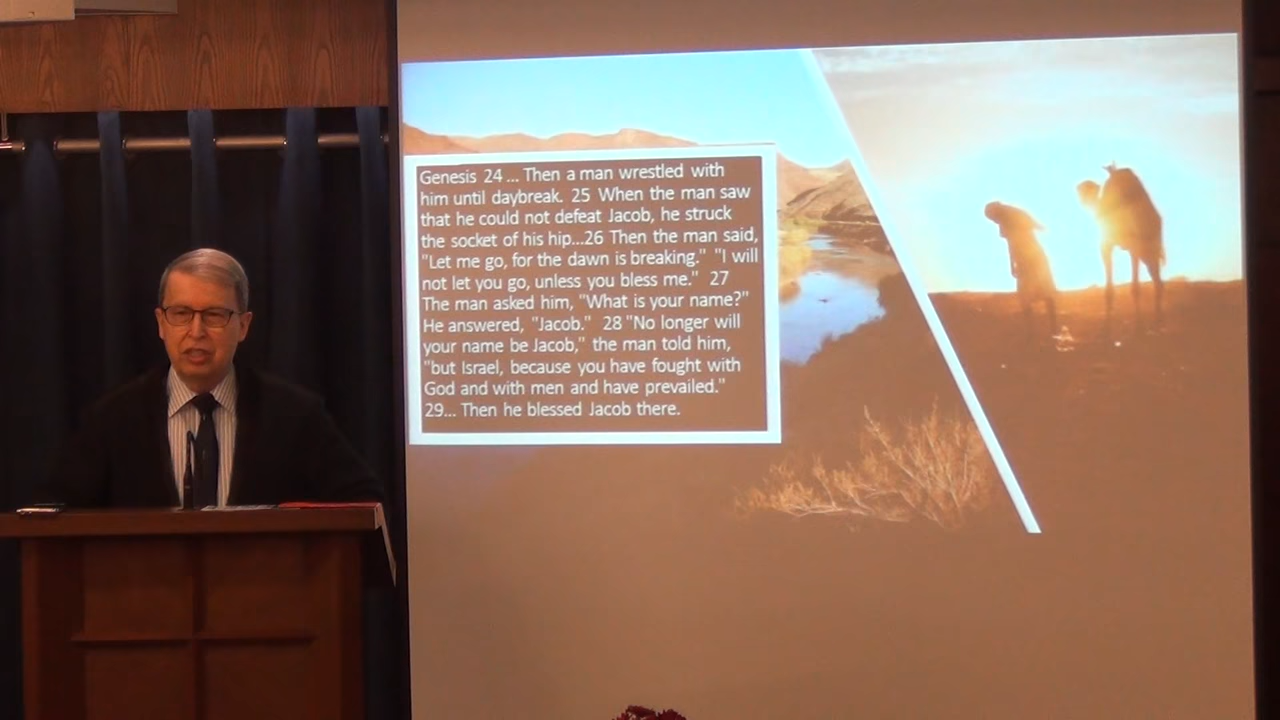 Genesis 24 ... Then a man wrestled with
him until daybreak. 25 When the man saw
that he could not defeat Jacob, he struck
the socket of his hip...26 Then the man said,
"Let me go, for the dawn is breaking." "I will
not let you go, unless you bless me." 27
The man asked him, "What is your name?"
He answered, "Jacob." 28 "No longer will
your name be Jacob," the man told him,
"but Israel, because you have fought with
God and with men and have prevailed."
29... Then he blessed Jacob there.